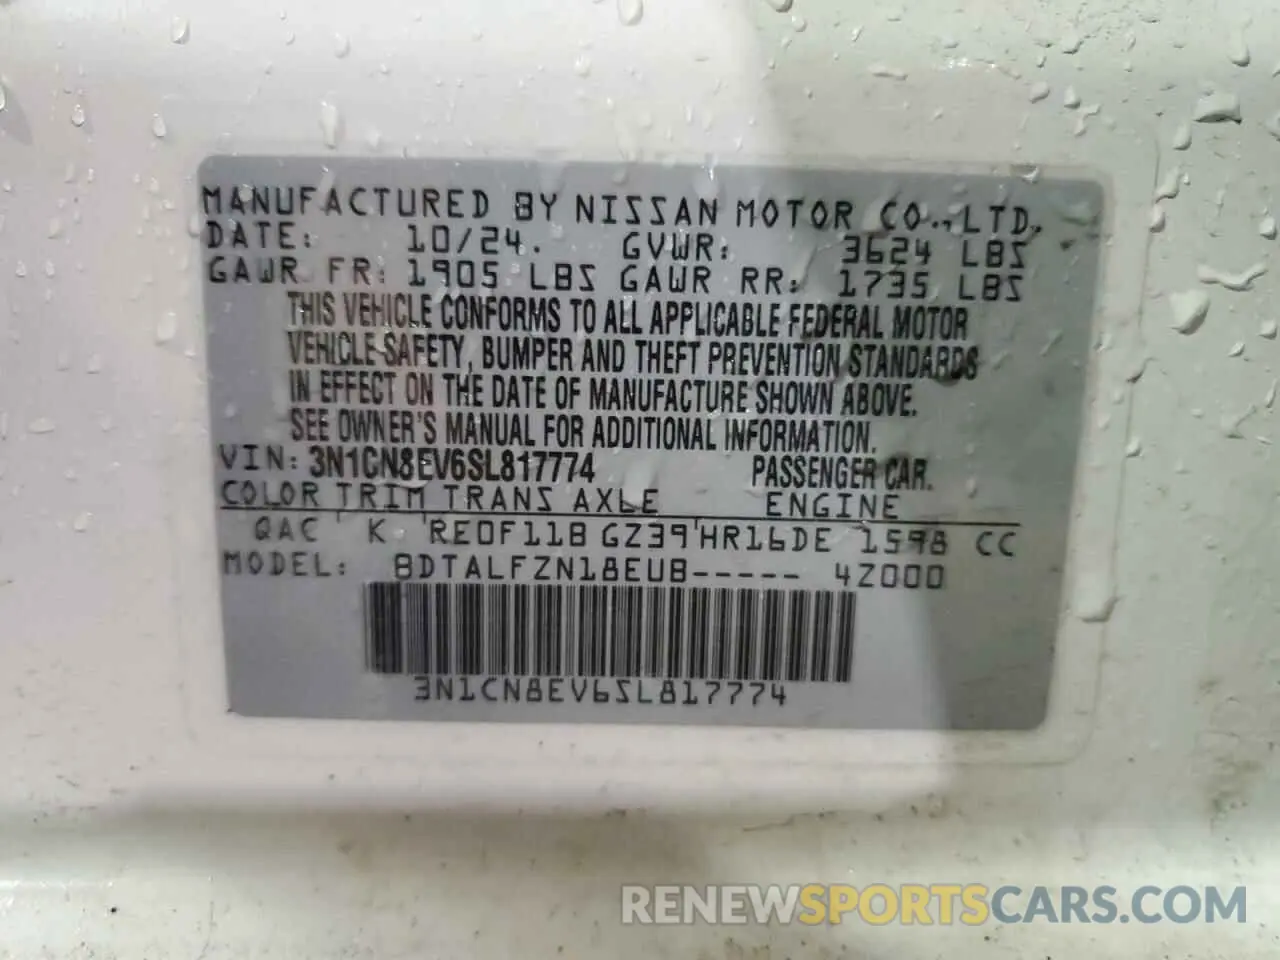 MANUFACTURED BY NISSAN MOTOR CO., LTD.
DATE: 10/24. GVWR: 3624 LBS
GAWR FR: 1905 LBS GAWR RR: 1735 LBS
THIS VEHICLE CONFORMS TO ALL APPLICABLE FEDERAL MOTOR
VEHICLE SAFETY, BUMPER AND THEFT PREVENTION STANDARDS
IN EFFECT ON THE DATE OF MANUFACTURE SHOWN ABOVE.
SEE OWNER'S MANUAL FOR ADDITIONAL INFORMATION.
VIN: 3N1CN8EV6SL817774 PASSENGER CAR.
COLOR TRIM TRANS AXLE ENGINE
QAC K RE0F11B GZ39 HR16DE 1598 CC
MODEL: BDTALFZN18EUB----- 4Z000
3N1CN8EV6SL817774
RENEWSPORTSCARS.COM